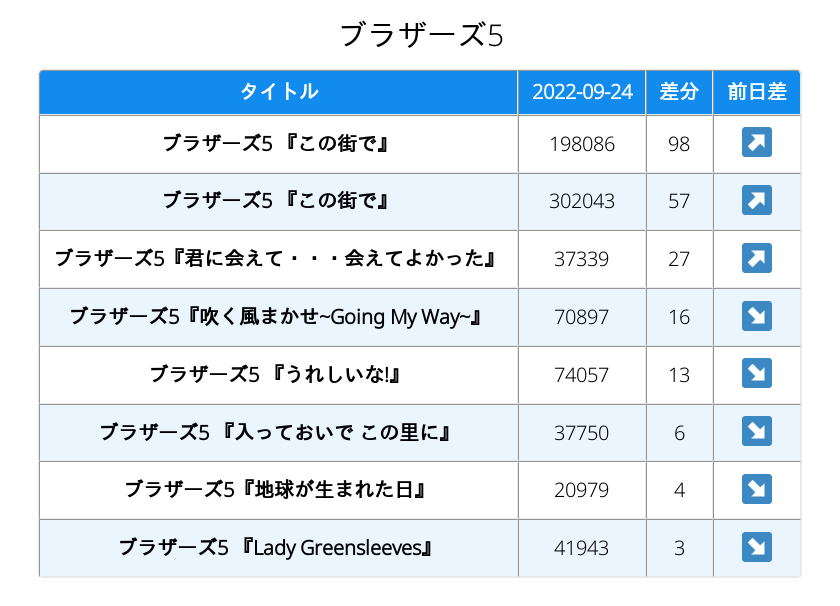 ブラザーズ5
タイトル 2022-09-24 差分 前日差
ブラザーズ5 『この街で』 198086 98 ↗
ブラザーズ5 『この街で』 302043 57 ↗
ブラザーズ5『君に会えて・・・会えてよかった』 37339 27 ↗
ブラザーズ5『吹く風まかせ~Going My Way~』 70897 16 ↘
ブラザーズ5 『うれしいな!』 74057 13 ↘
ブラザーズ5 『入っておいで この里に』 37750 6 ↘
ブラザーズ5『地球が生まれた日』 20979 4 ↘
ブラザーズ5 『Lady Greensleeves』 41943 3 ↘